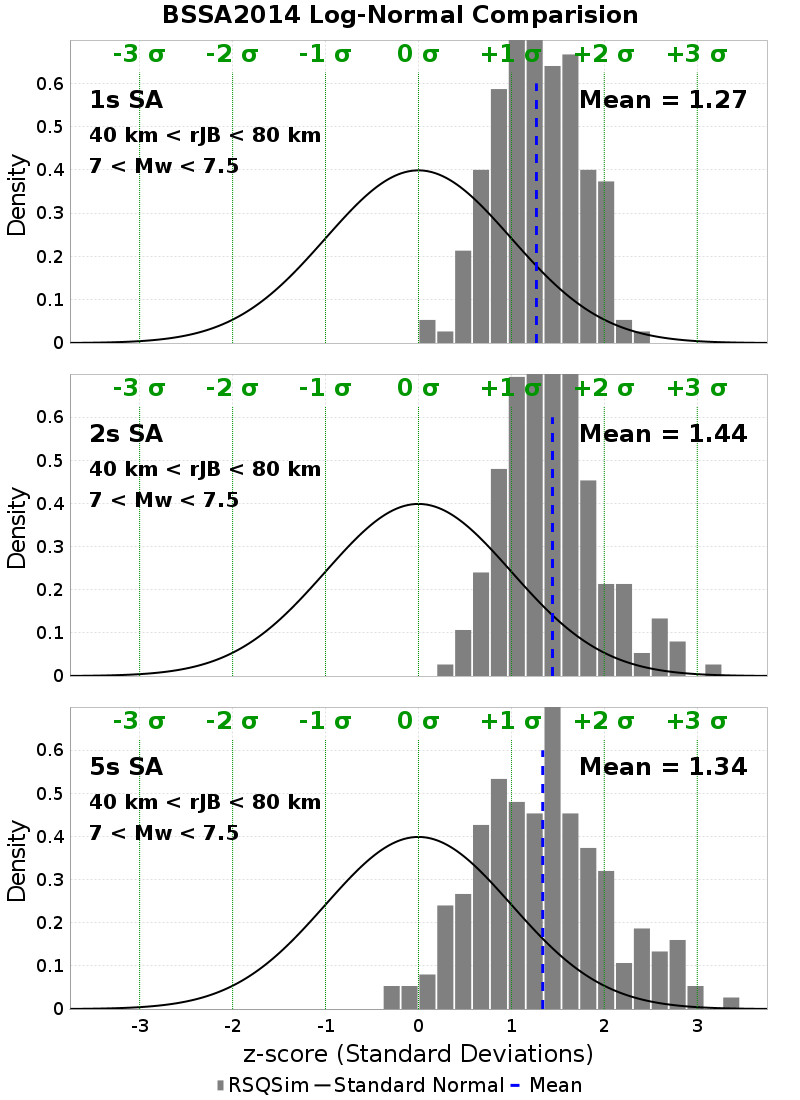 BSSA2014 Log-Normal Comparision
-3 σ -2 σ -1 σ 0 σ +1 σ +2 σ +3 σ
1s SA
Mean = 1.27
40 km < rJB < 80 km
7 < Mw < 7.5
0.6
0.5
0.4
0.3
0.2
0.1
0
Density
-3 σ -2 σ -1 σ 0 σ +1 σ +2 σ +3 σ
2s SA
Mean = 1.44
40 km < rJB < 80 km
7 < Mw < 7.5
0.6
0.5
0.4
0.3
0.2
0.1
0
Density
-3 σ -2 σ -1 σ 0 σ +1 σ +2 σ +3 σ
5s SA
Mean = 1.34
40 km < rJB < 80 km
7 < Mw < 7.5
0.6
0.5
0.4
0.3
0.2
0.1
0
Density
-3 -2 -1 0 1 2 3
z-score (Standard Deviations)
RSQSim Standard Normal Mean